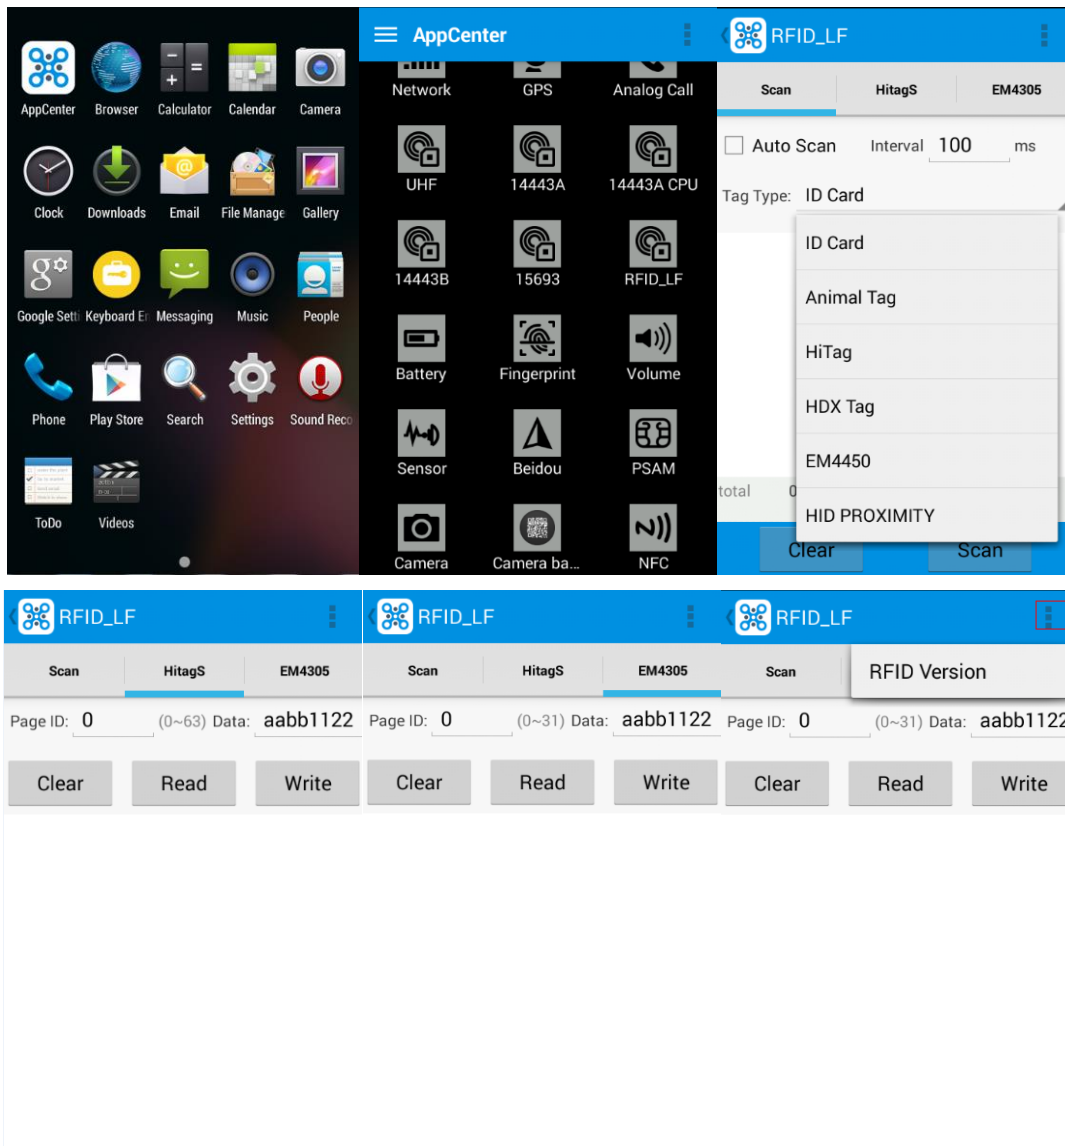 AppCenter Browser Calculator Calendar Camera
Clock Downloads Email File Manage Gallery
Google Setti Keyboard En Messaging Music People
Phone Play Store Search Settings Sound Reco
ToDo Videos
AppCenter
Network GPS Analog Call
UHF 14443A 14443A CPU
14443B 15693 RFID_LF
Battery Fingerprint Volume
Sensor Beidou PSAM
Camera Camera ba... NFC
RFID_LF
Scan HitagS EM4305
Auto Scan Interval 100 ms
Tag Type: ID Card
ID Card
Animal Tag
HiTag
HDX Tag
EM4450
HID PROXIMITY
total 0
Clear Scan
RFID_LF
Scan HitagS EM4305
Page ID: 0 (0~63) Data: aabb1122
Clear Read Write
RFID_LF
Scan HitagS EM4305
Page ID: 0 (0~31) Data: aabb1122
Clear Read Write
RFID_LF
Scan RFID Version
Page ID: 0 (0~31) Data: aabb1122
Clear Read Write